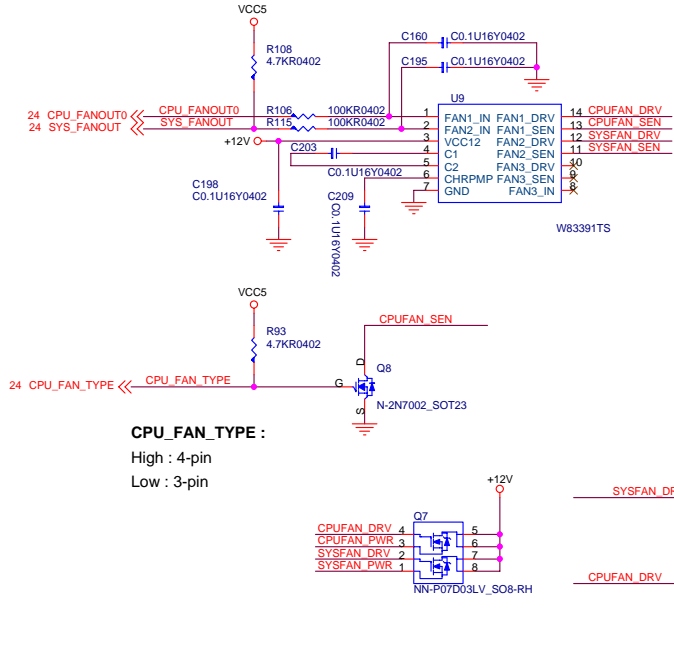 VCC5
R108
4.7KR0402
C160 C0.1U16Y0402
C195 C0.1U16Y0402
U9
24 CPU_FANOUT0 CPU_FANOUT0 R106 100KR0402
24 SYS_FANOUT SYS_FANOUT R115 100KR0402
+12V
C203
C0.1U16Y0402
C198
C0.1U16Y0402
C209
C0.1U16Y0402
1 FAN1_IN FAN1_DRV 14 CPUFAN_DRV
2 FAN2_IN FAN1_SEN 13 CPUFAN_SEN
3 VCC12 FAN2_DRV 12 SYSFAN_DRV
4 C1 FAN2_SEN 11 SYSFAN_SEN
5 C2 FAN3_DRV 10
6 CHRPMP FAN3_SEN 9
7 GND FAN3_IN 8
W83391TS
VCC5
R93
4.7KR0402
CPUFAN_SEN
24 CPU_FAN_TYPE CPU_FAN_TYPE
G D S
Q8
N-2N7002_SOT23
CPU_FAN_TYPE :
High : 4-pin
Low : 3-pin
+12V
Q7
CPUFAN_DRV 4 5
CPUFAN_PWR 3 6
SYSFAN_DRV 2 7
SYSFAN_PWR 1 8
NN-P07D03LV_SO8-RH
SYSFAN_DR
CPUFAN_DRV